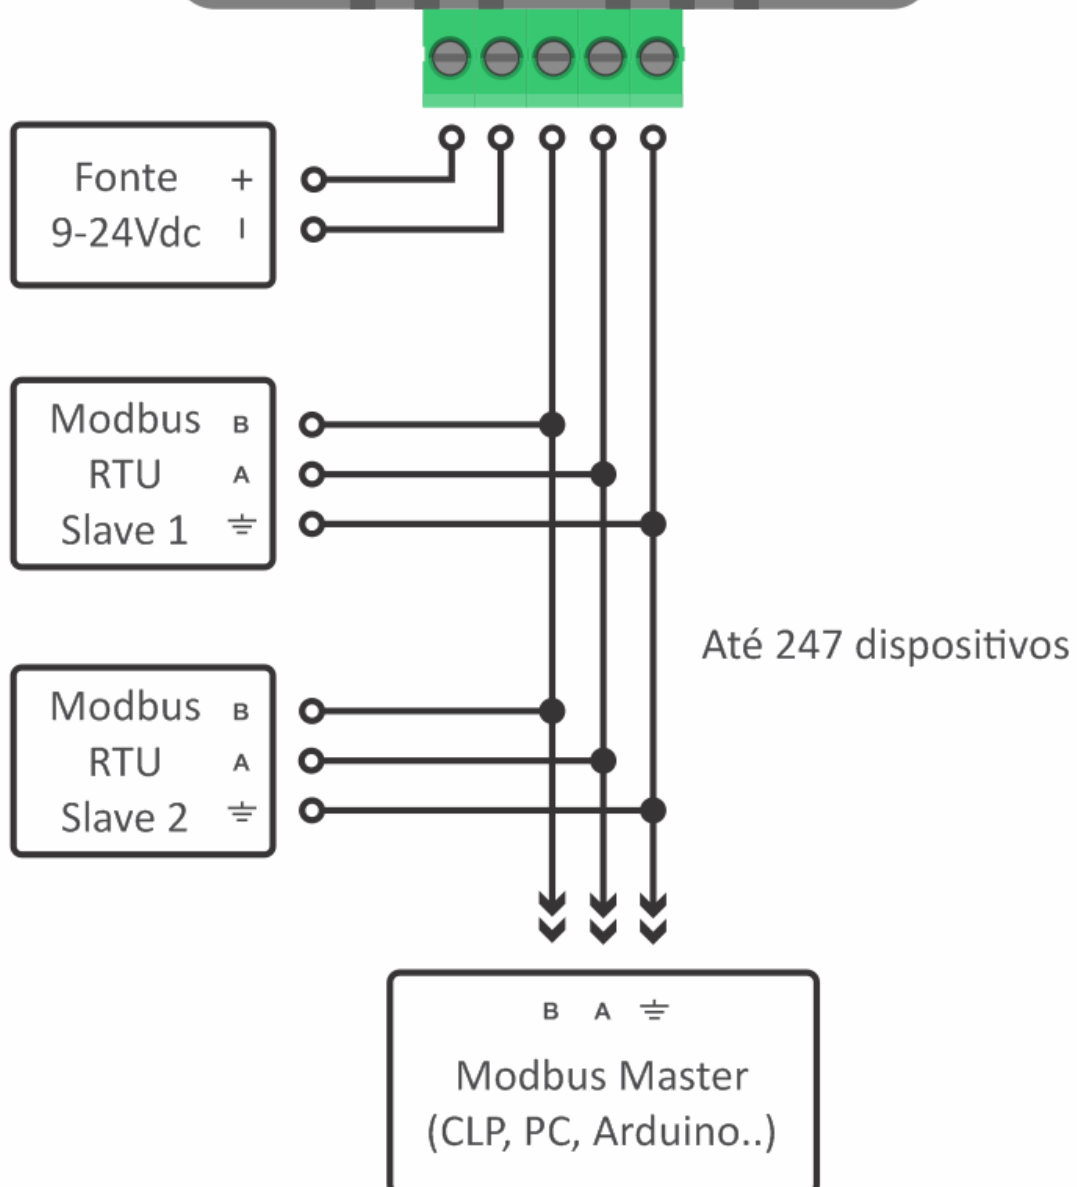 Fonte +
9-24Vdc –
Modbus B
RTU A
Slave 1
Até 247 dispositivos
Modbus B
RTU A
Slave 2
B A
Modbus Master
(CLP, PC, Arduino..)